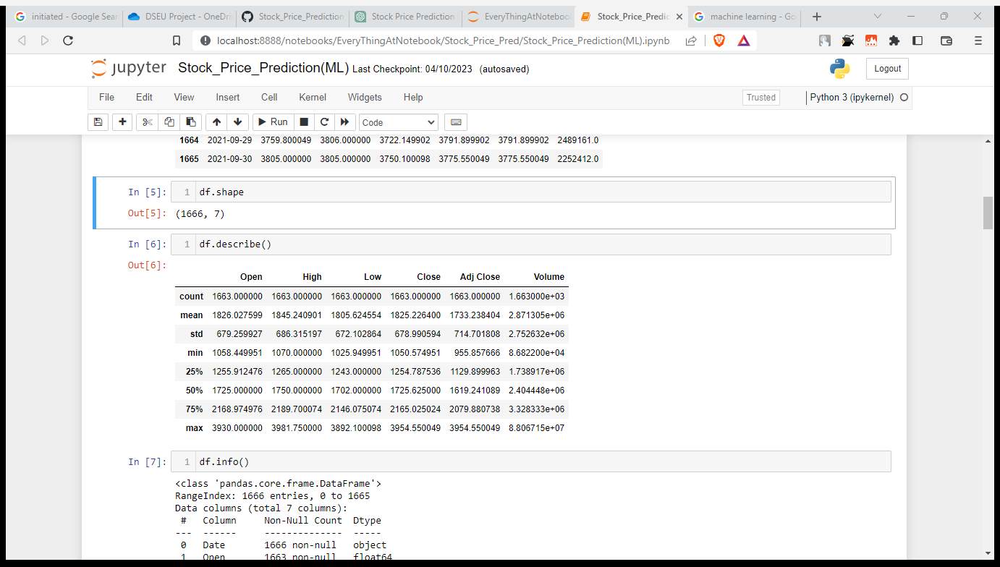 initiated - Google Sear
DSEU Project - OneDri
Stock_Price_Prediction
Stock Price Prediction
EveryThingAtNotebook
Stock_Price_Predic
machine learning - Go
localhost:8888/notebooks/EveryThingAtNotebook/Stock_Price_Pred/Stock_Price_Prediction(ML).ipynb
jupyter Stock_Price_Prediction(ML) Last Checkpoint: 04/10/2023 (autosaved) Logout
File Edit View Insert Cell Kernel Widgets Help Trusted Python 3 (ipykernel)
Run Code
1664 2021-09-29 3759.800049 3806.000000 3722.149902 3791.899902 3791.899902 2489161.0
1665 2021-09-30 3805.000000 3805.000000 3750.100098 3775.550049 3775.550049 2252412.0
In [5]: 1 df.shape
Out[5]: (1666, 7)
In [6]: 1 df.describe()
Out[6]:
Open High Low Close Adj Close Volume
count 1663.000000 1663.000000 1663.000000 1663.000000 1663.000000 1.663000e+03
mean 1826.027599 1845.240901 1805.624554 1825.226400 1733.238404 2.871305e+06
std 679.259927 686.315197 672.102864 678.990594 714.701808 2.752632e+06
min 1058.449951 1070.000000 1025.949951 1050.574951 955.857666 8.682200e+04
25% 1255.912476 1265.000000 1243.000000 1254.787536 1129.899963 1.738917e+06
50% 1725.000000 1750.000000 1702.000000 1725.625000 1619.241089 2.404448e+06
75% 2168.974976 2189.700074 2146.075074 2165.025024 2079.880738 3.328333e+06
max 3930.000000 3981.750000 3892.100098 3954.550049 3954.550049 8.806715e+07
In [7]: 1 df.info()
<class 'pandas.core.frame.DataFrame'>
RangeIndex: 1666 entries, 0 to 1665
Data columns (total 7 columns):
# Column Non-Null Count Dtype
--- ------ -------------- -----
0 Date 1666 non-null object
1 Open 1663 non-null float64